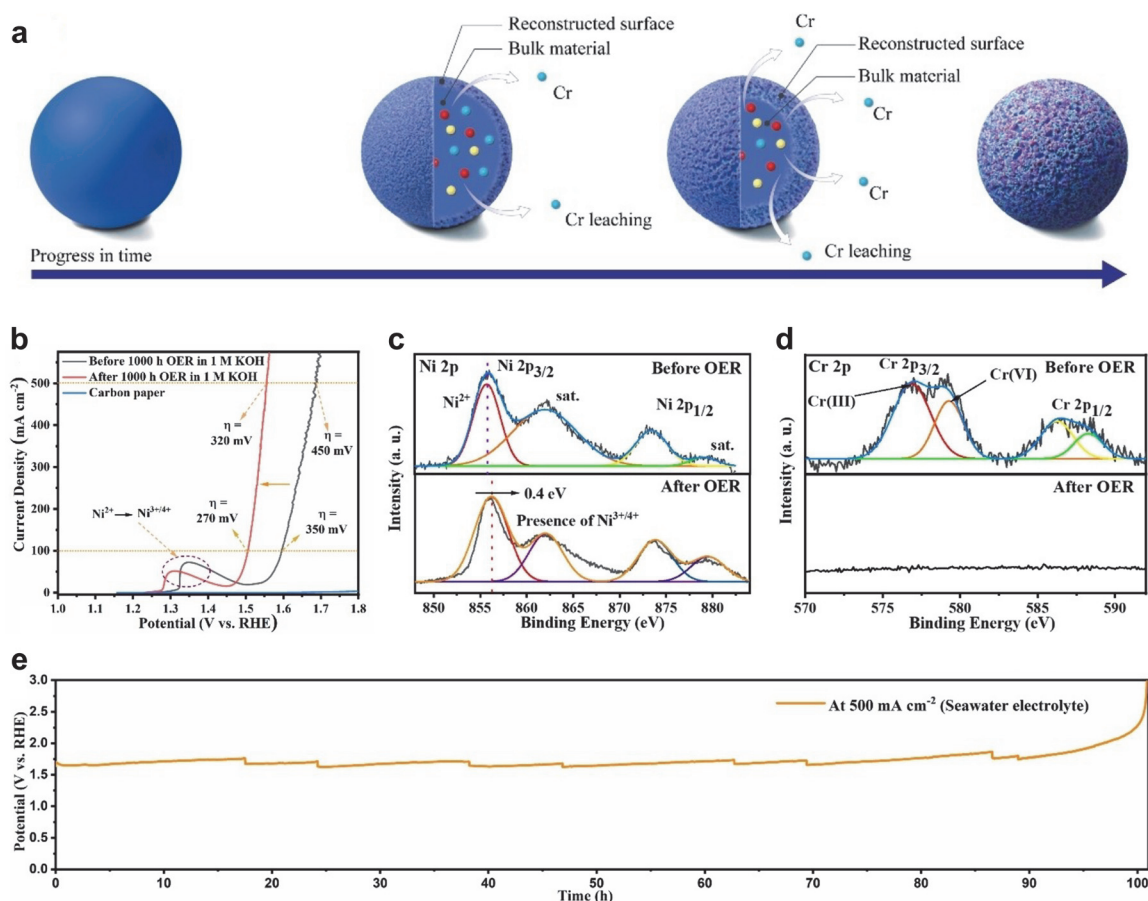 a
Reconstructed surface
Bulk material
Cr
Cr leaching
Cr
Reconstructed surface
Bulk material
Cr
Cr
Cr leaching
Progress in time
b
Before 1000 h OER in 1 M KOH
After 1000 h OER in 1 M KOH
Carbon paper
η =
320 mV
η =
450 mV
Ni2+ → Ni3+/4+
η =
270 mV
η =
350 mV
500
400
300
200
100
0
1.0 1.1 1.2 1.3 1.4 1.5 1.6 1.7 1.8
Current Density (mA cm-2)
Potential (V vs. RHE)
c
Ni 2p
Ni 2p3/2
Before OER
Ni2+
sat.
Ni 2p1/2
sat.
After OER
0.4 eV
Presence of Ni3+/4+
850 855 860 865 870 875 880
Intensity (a. u.)
Binding Energy (eV)
d
Cr 2p
Cr 2p3/2
Before OER
Cr(III)
Cr(VI)
Cr 2p1/2
After OER
570 575 580 585 590
Intensity (a. u.)
Binding Energy (eV)
e
At 500 mA cm-2 (Seawater electrolyte)
3.0
2.5
2.0
1.5
1.0
0.5
0.0
0 10 20 30 40 50 60 70 80 90 100
Potential (V vs. RHE)
Time (h)